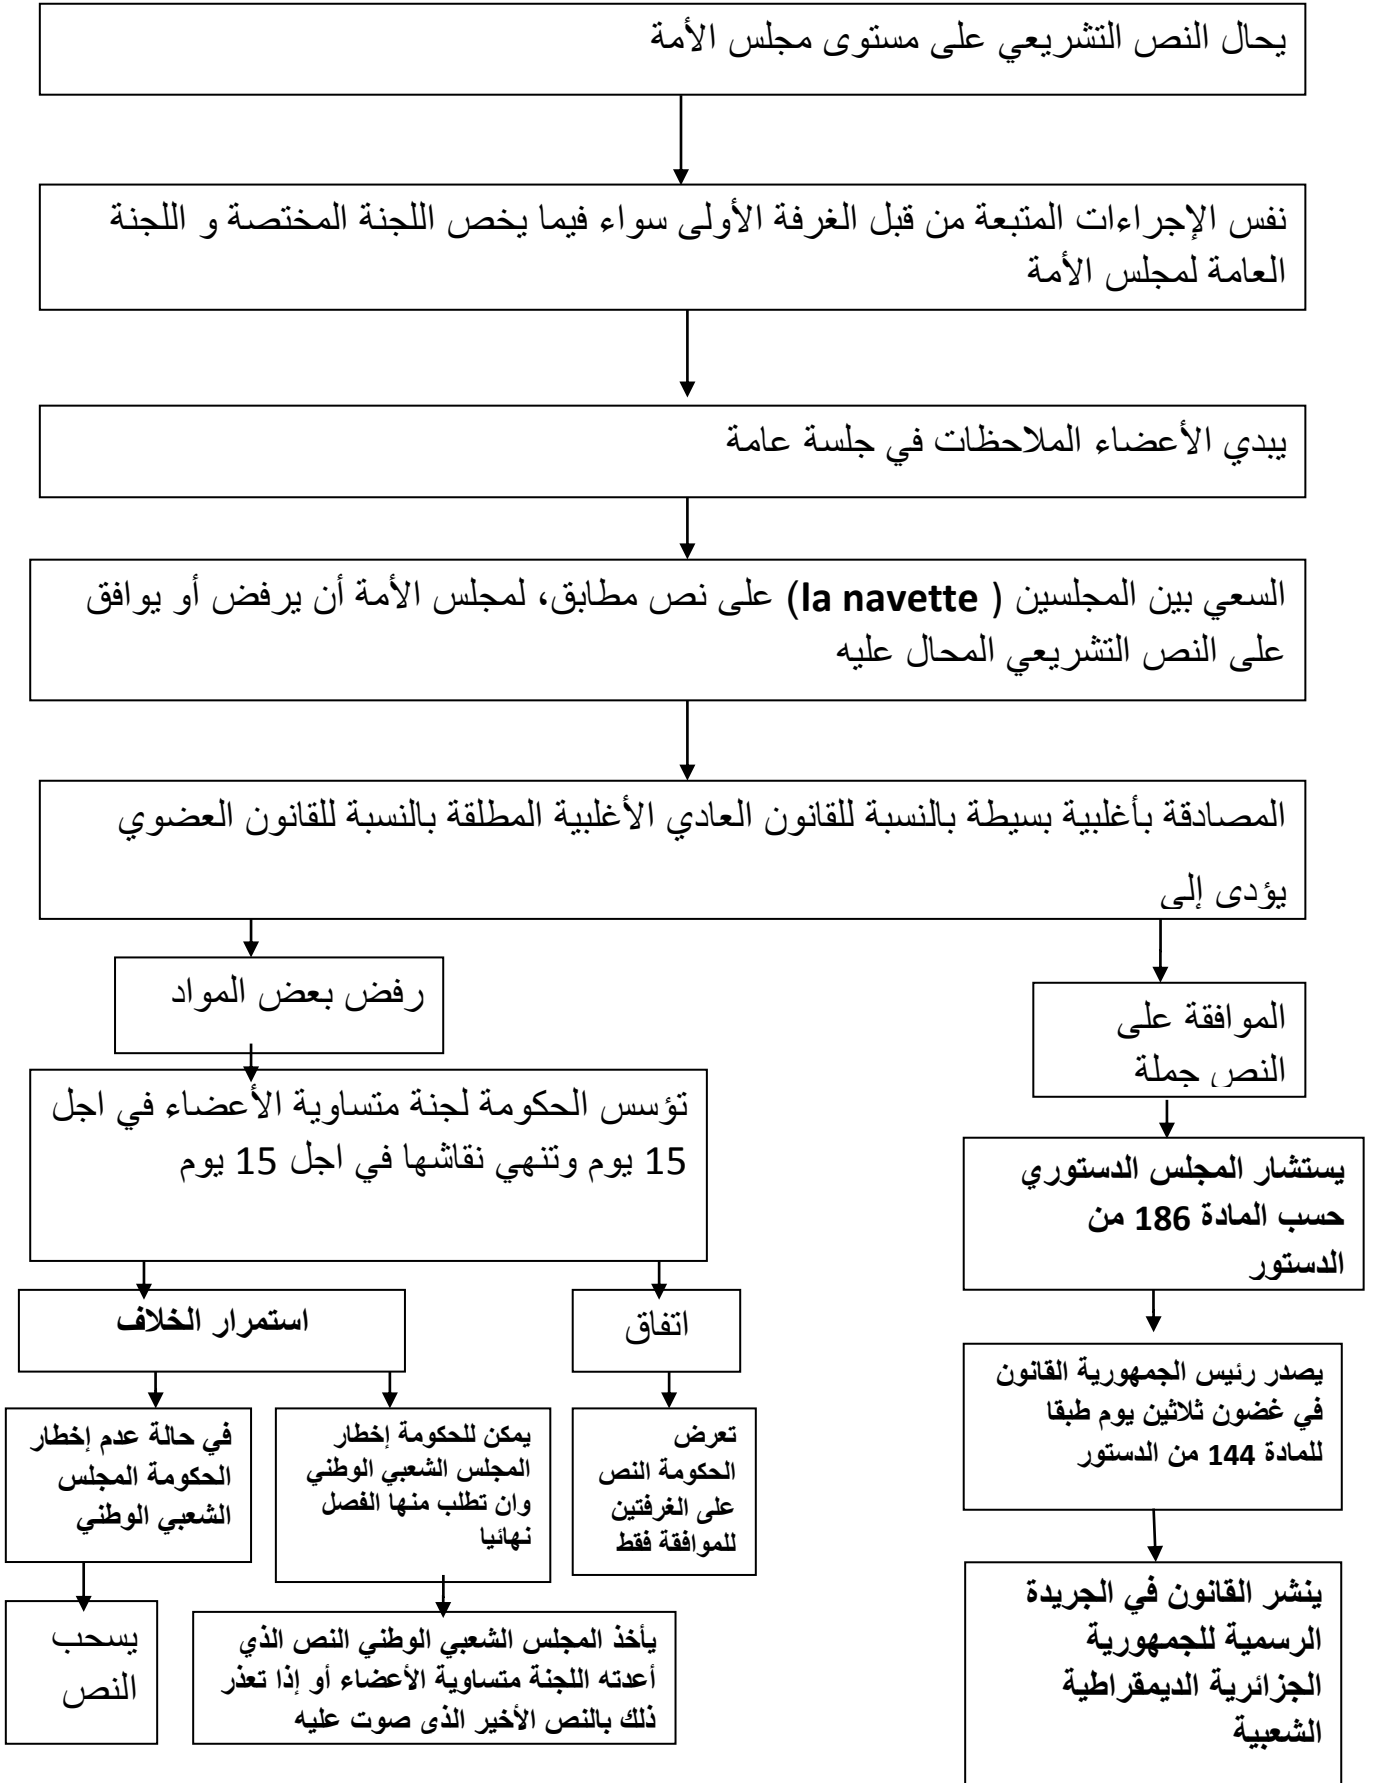 يحال النص التشريعي على مستوى مجلس الأمة
نفس الإجراءات المتبعة من قبل الغرفة الأولى سواء فيما يخص اللجنة المختصة و اللجنة
العامة لمجلس الأمة
يبدي الأعضاء الملاحظات في جلسة عامة
السعي بين المجلسين ( la navette) على نص مطابق، لمجلس الأمة أن يرفض أو يوافق
على النص التشريعي المحال عليه
المصادقة بأغلبية بسيطة بالنسبة للقانون العادي الأغلبية المطلقة بالنسبة للقانون العضوي
يؤدى إلى
الموافقة على
النص جملة
يستشار المجلس الدستوري
حسب المادة 186 من
الدستور
يصدر رئيس الجمهورية القانون
في غضون ثلاثين يوم طبقا
للمادة 144 من الدستور
ينشر القانون في الجريدة
الرسمية للجمهورية
الجزائرية الديمقراطية
الشعبية
رفض بعض المواد
تؤسس الحكومة لجنة متساوية الأعضاء في اجل
15 يوم وتنهي نقاشها في اجل 15 يوم
اتفاق
تعرض
الحكومة النص
على الغرفتين
للموافقة فقط
استمرار الخلاف
يمكن للحكومة إخطار
المجلس الشعبي الوطني
وان تطلب منها الفصل
نهائيا
يأخذ المجلس الشعبي الوطني النص الذي
أعدته اللجنة متساوية الأعضاء أو إذا تعذر
ذلك بالنص الأخير الذى صوت عليه
في حالة عدم إخطار
الحكومة المجلس
الشعبي الوطني
يسحب
النص